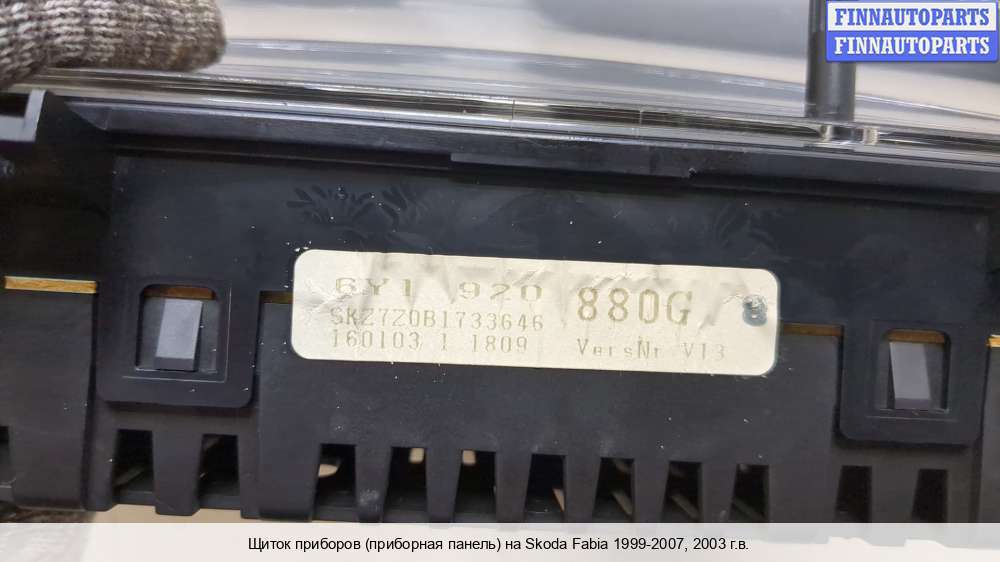 FINNAUTOPARTS
FINNAUTOPARTS
6Y1 920 880G 8
SKZ7Z0B1733646
160103 1 1809 VersNr V13
Щиток приборов (приборная панель) на Skoda Fabia 1999-2007, 2003 г.в.